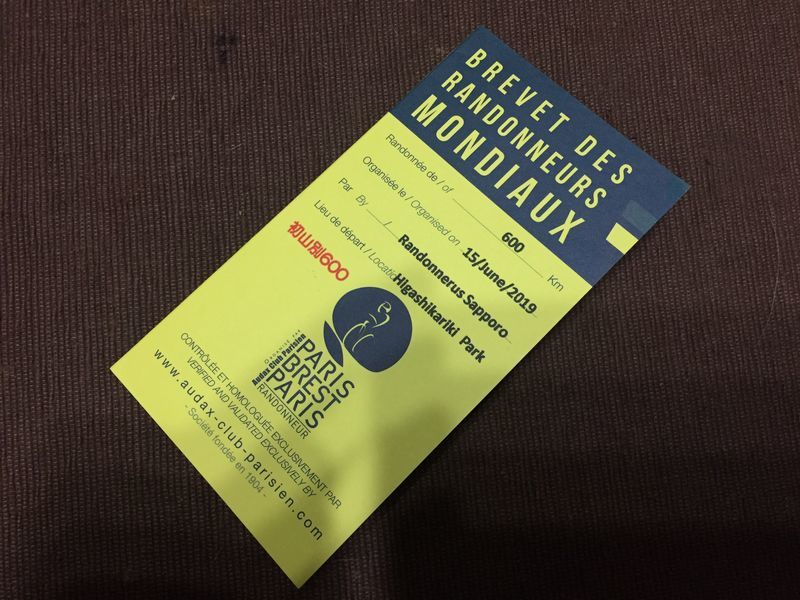 BREVET DES
RANDONNEURS
MONDIAUX
Randonnée de / of 600 Km
Organisée le / Organised on 15/June/2019
Par By / Randonnerus Sapporo
Lieu de départ / Locatio Higashikariki Park
初山別600
ORGANISÉ PAR
Audax Club Parisien
PARIS
BREST
PARIS
RANDONNEUR
CONTRÔLÉE ET HOMOLOGUÉE EXCLUSIVEMENT PAR
VERIFIED AND VALIDATED EXCLUSIVELY BY
www.audax-club-parisien.com
- Société fondée en 1904 -